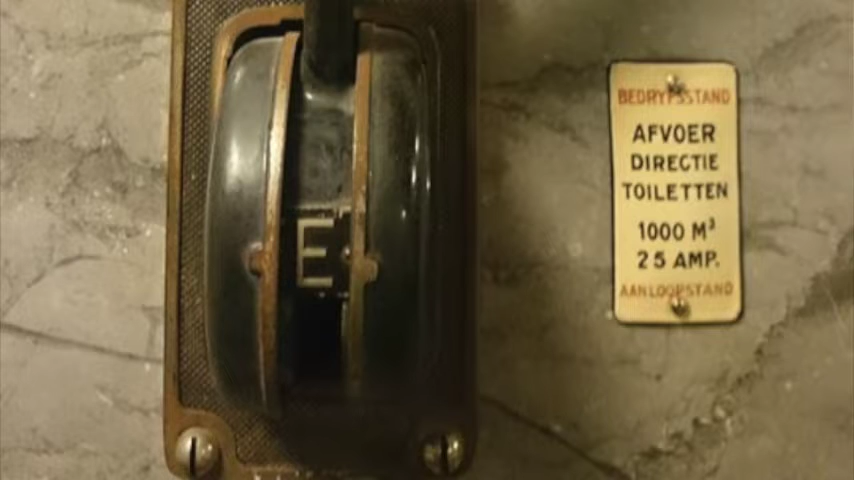 E
BEDRYFSSTAND
AFVOER
DIRECTIE
TOILETTEN
1000 M³
25 AMP.
AANLOOPSTAND